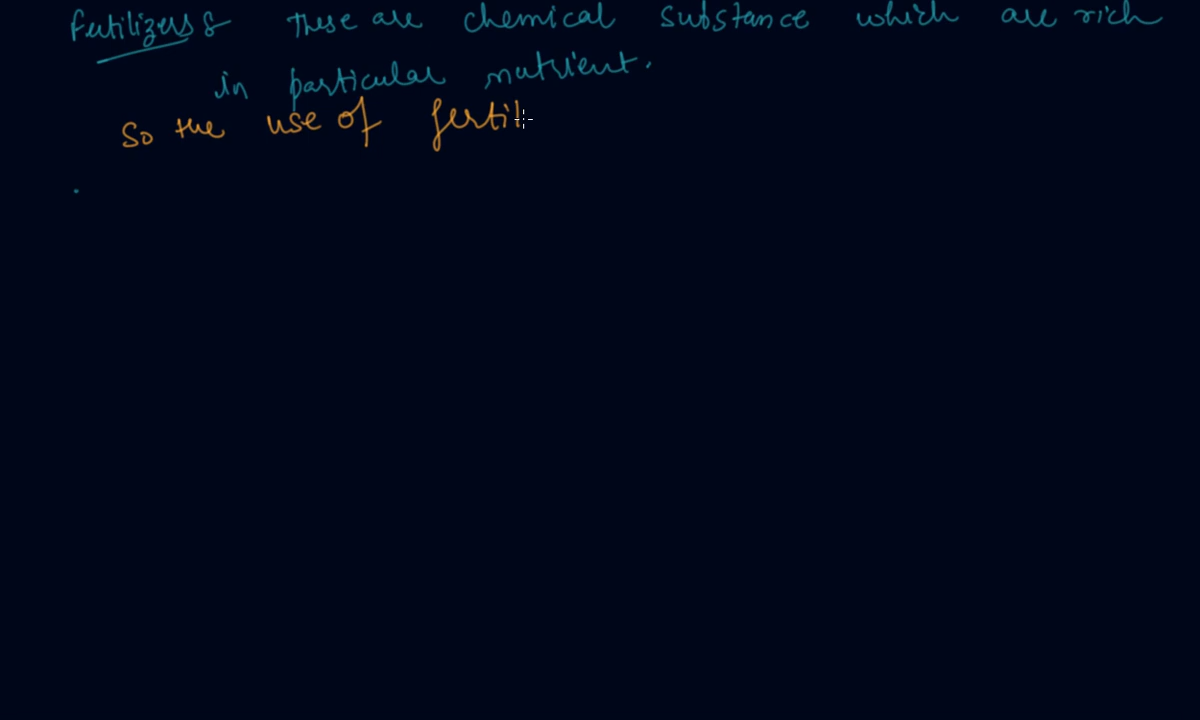 Fertilizers: These are chemical substance which are rich
in particular nutrient.
So the use of fertil